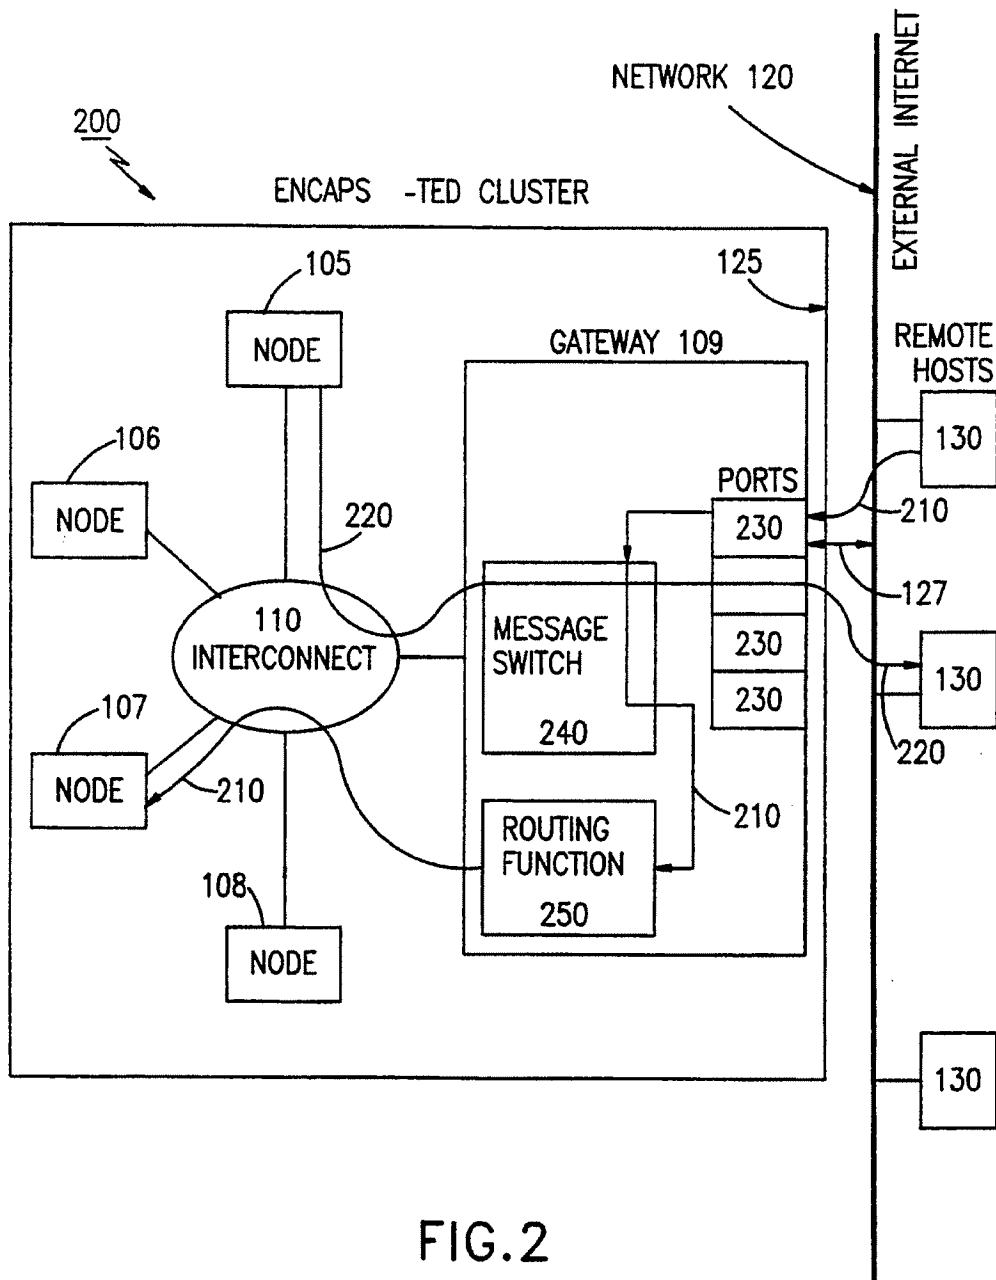 NETWORK 120
EXTERNAL INTERNET
200
ENCAPS -TED CLUSTER
125
105
NODE
GATEWAY 109
REMOTE
HOSTS
130
106
NODE
PORTS
230
210
220
127
110
INTERCONNECT
MESSAGE
SWITCH
240
230
230
130
220
107
NODE
210
210
ROUTING
FUNCTION
250
108
NODE
130
FIG.2